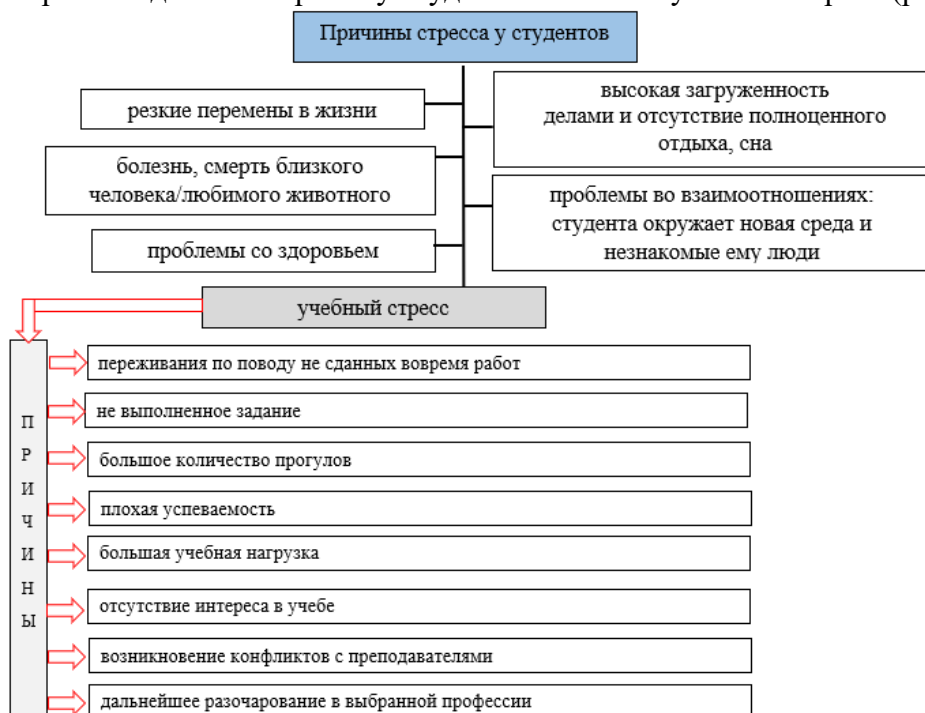 Причины стресса у студентов
резкие перемены в жизни
болезнь, смерть близкого
человека/любимого животного
проблемы со здоровьем
высокая загруженность
делами и отсутствие полноценного
отдыха, сна
проблемы во взаимоотношениях:
студента окружает новая среда и
незнакомые ему люди
учебный стресс
ПРИЧИНЫ
переживания по поводу не сданных вовремя работ
не выполненное задание
большое количество прогулов
плохая успеваемость
большая учебная нагрузка
отсутствие интереса в учебе
возникновение конфликтов с преподавателями
дальнейшее разочарование в выбранной профессии